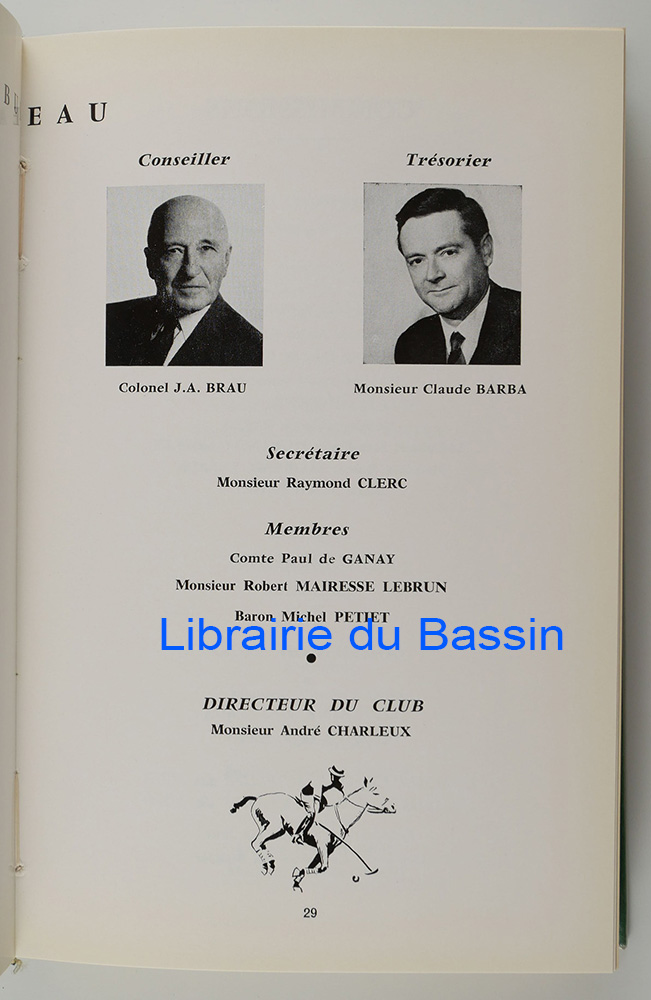 EAU
Conseiller
Trésorier
Colonel J.A. BRAU
Monsieur Claude BARBA
Secrétaire
Monsieur Raymond CLERC
Membres
Comte Paul de GANAY
Monsieur Robert MAIRESSE LEBRUN
Baron Michel PETIET
Librairie du Bassin
DIRECTEUR DU CLUB
Monsieur André CHARLEUX
29